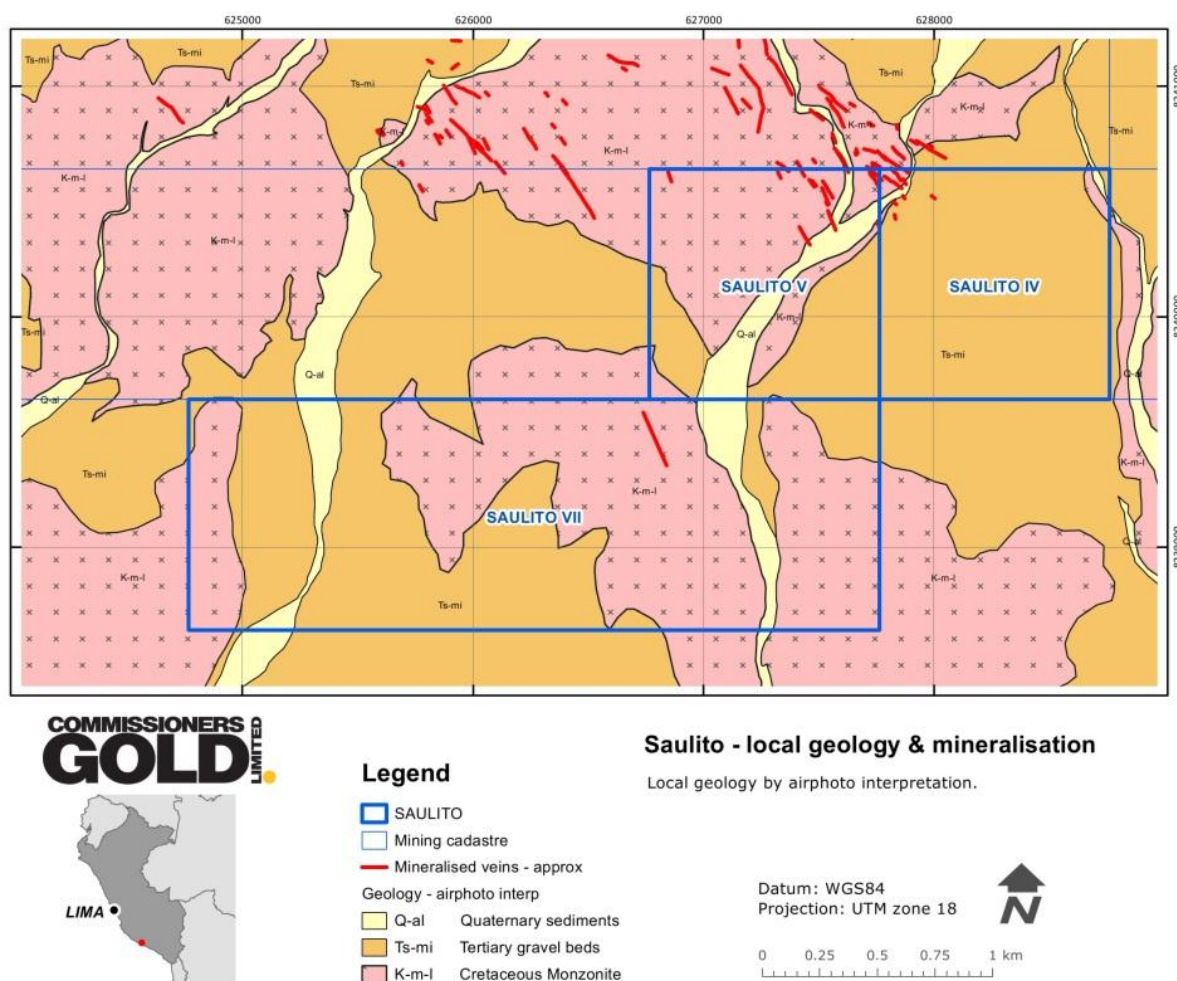 625000 626000 627000 628000
Ts-mi
Ts-mi
Ts-mi
Ts-mi
8241000
K-m-l
K-m-l
K-m-l
Ts-mi
K-m-l
K-m-l
K-m-l
SAULITO V
SAULITO IV
K-m-l
8240000
Ts-mi
Q-al
Ts-mi
Q-al
Q-al
Q-al
Ts-mi
K-m-l
K-m-l
SAULITO VII
Q-al
K-m-l
K-m-l
Ts-mi
COMMISSIONERS
GOLD
LIMITED
LIMA
Legend
SAULITO
Mining cadastre
Mineralised veins - approx
Geology - airphoto interp
Q-al Quaternary sediments
Ts-mi Tertiary gravel beds
K-m-l Cretaceous Monzonite
Saulito - local geology & mineralisation
Local geology by airphoto interpretation.
Datum: WGS84
Projection: UTM zone 18
N
0 0.25 0.5 0.75 1 km